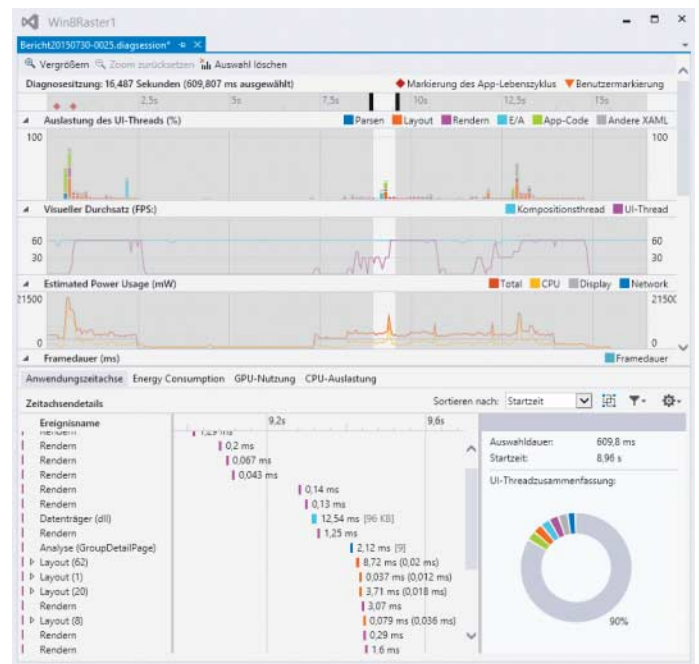 Win8Raster1
Bericht20150730-0025.diagsession*
Vergrößern Zoom zurücksetzen Auswahl löschen
Diagnosesitzung: 16,487 Sekunden (609,807 ms ausgewählt) Markierung des App-Lebenszyklus Benutzermarkierung
2,5s 5s 7,5s 10s 12,5s 15s
Auslastung des UI-Threads (%) Parsen Layout Rendern E/A App-Code Andere XAML
100 100
Visueller Durchsatz (FPS:) Kompositionsthread UI-Thread
60 60
30 30
Estimated Power Usage (mW) Total CPU Display Network
21500 21500
0 0
Framedauer (ms) Framedauer
Anwendungszeitachse Energy Consumption GPU-Nutzung CPU-Auslastung
Zeitachsendetails Sortieren nach: Startzeit
Ereignisname 9,2s 9,6s
Rendern 1,29 ms
Rendern 0,2 ms
Rendern 0,067 ms
Rendern 0,043 ms
Rendern 0,14 ms
Rendern 0,13 ms
Datenträger (dll) 12,54 ms [96 KB]
Rendern 1,25 ms
Analyse (GroupDetailPage) 2,12 ms [9]
Layout (62) 8,72 ms (0,02 ms)
Layout (1) 0,037 ms (0,012 ms)
Layout (20) 3,71 ms (0,018 ms)
Rendern 3,07 ms
Layout (8) 0,079 ms (0,036 ms)
Rendern 0,29 ms
Rendern 1.6 ms
Auswahldauer: 609,8 ms
Startzeit: 8,96 s
UI-Threadzusammenfassung:
90%